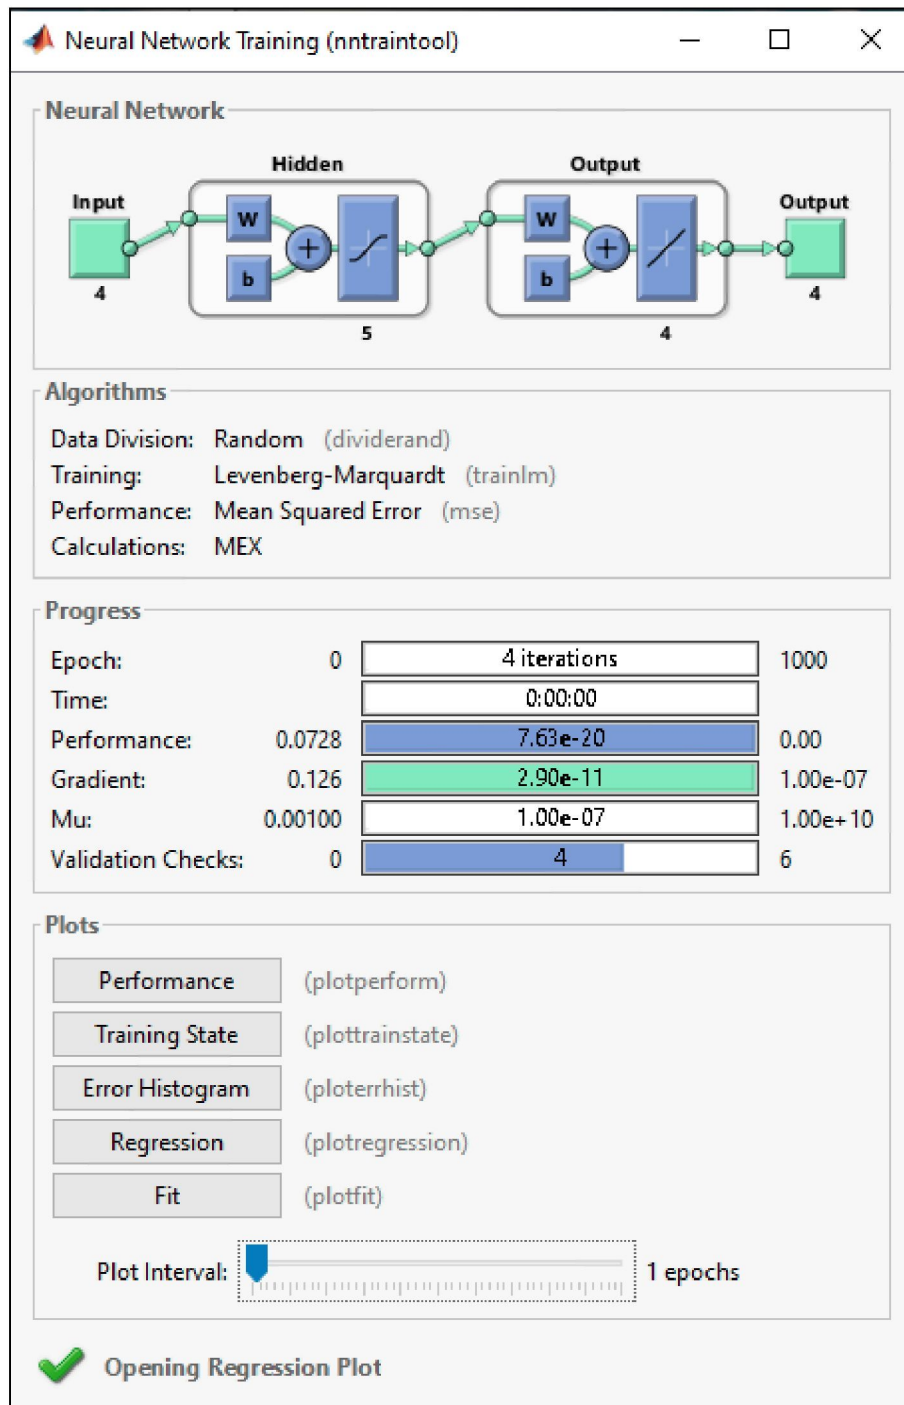 Neural Network Training (nntraintool)
Neural Network
Hidden Output
Input W b + W b + Output
4 5 4 4
Algorithms
Data Division: Random (dividerand)
Training: Levenberg-Marquardt (trainlm)
Performance: Mean Squared Error (mse)
Calculations: MEX
Progress
Epoch: 0 4 iterations 1000
Time: 0:00:00
Performance: 0.0728 7.63e-20 0.00
Gradient: 0.126 2.90e-11 1.00e-07
Mu: 0.00100 1.00e-07 1.00e+10
Validation Checks: 0 4 6
Plots
Performance (plotperform)
Training State (plottrainstate)
Error Histogram (ploterrhist)
Regression (plotregression)
Fit (plotfit)
Plot Interval: 1 epochs
Opening Regression Plot